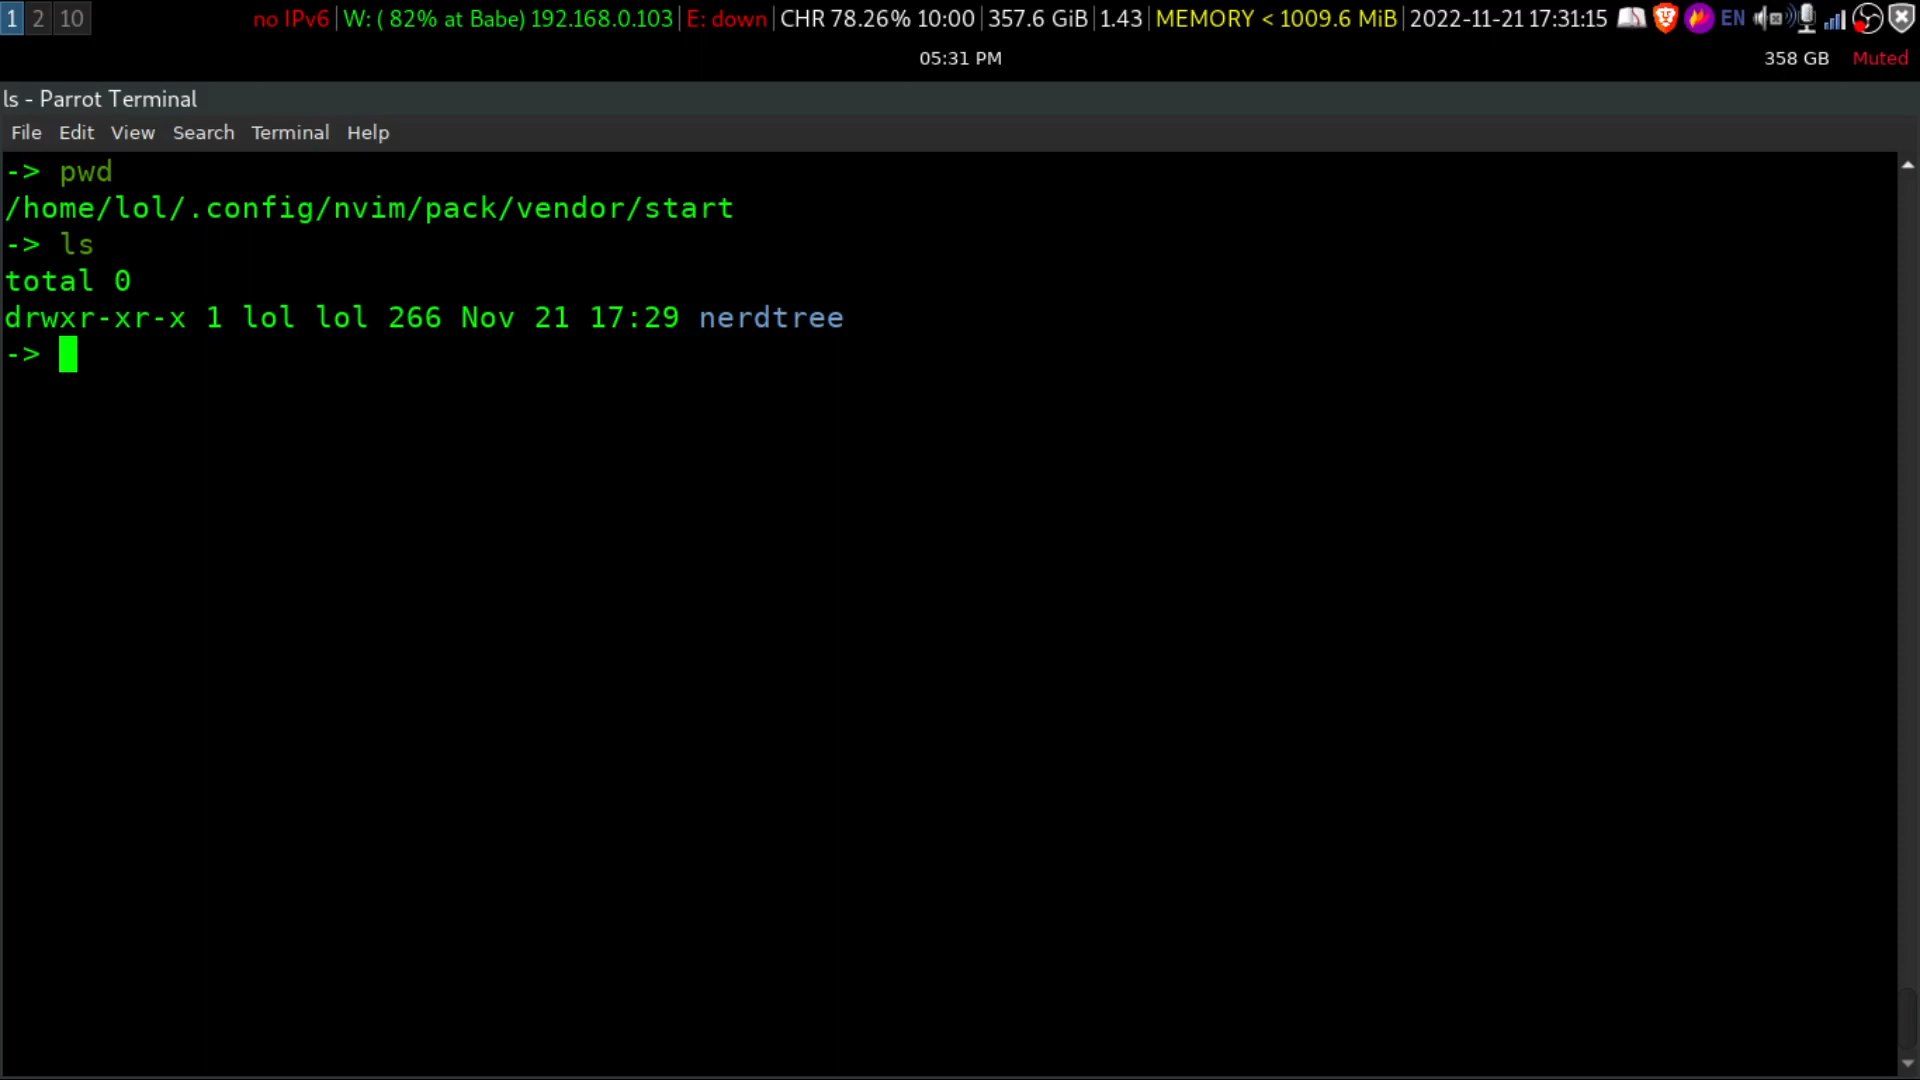 1 2 10 no IPv6 W: ( 82% at Babe) 192.168.0.103 E: down CHR 78.26% 10:00 357.6 GiB 1.43 MEMORY < 1009.6 MiB 2022-11-21 17:31:15 EN
05:31 PM 358 GB Muted
ls - Parrot Terminal
File Edit View Search Terminal Help
-> pwd
/home/lol/.config/nvim/pack/vendor/start
-> ls
total 0
drwxr-xr-x 1 lol lol 266 Nov 21 17:29 nerdtree
->